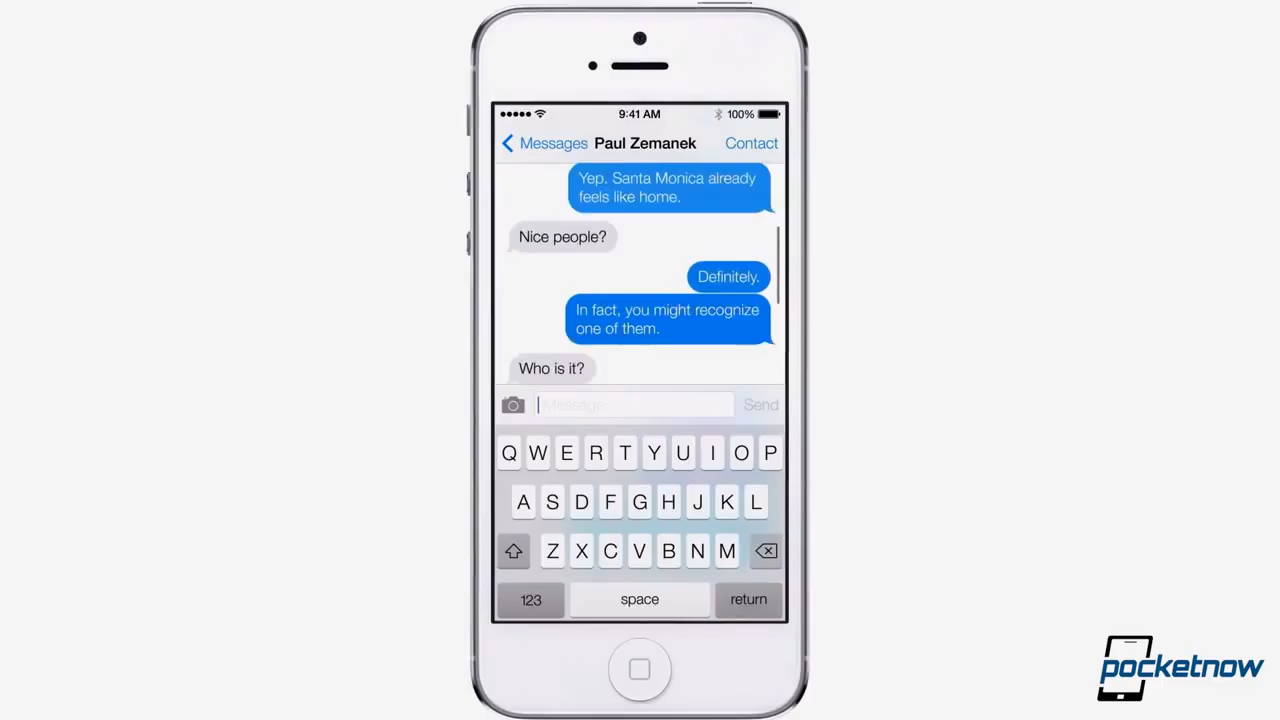 9:41 AM
100%
Messages Paul Zemanek Contact
Yep. Santa Monica already
feels like home.
Nice people?
Definitely.
In fact, you might recognize
one of them.
Who is it?
Message Send
Q W E R T Y U I O P
A S D F G H J K L
Z X C V B N M
123 space return
pocketnow